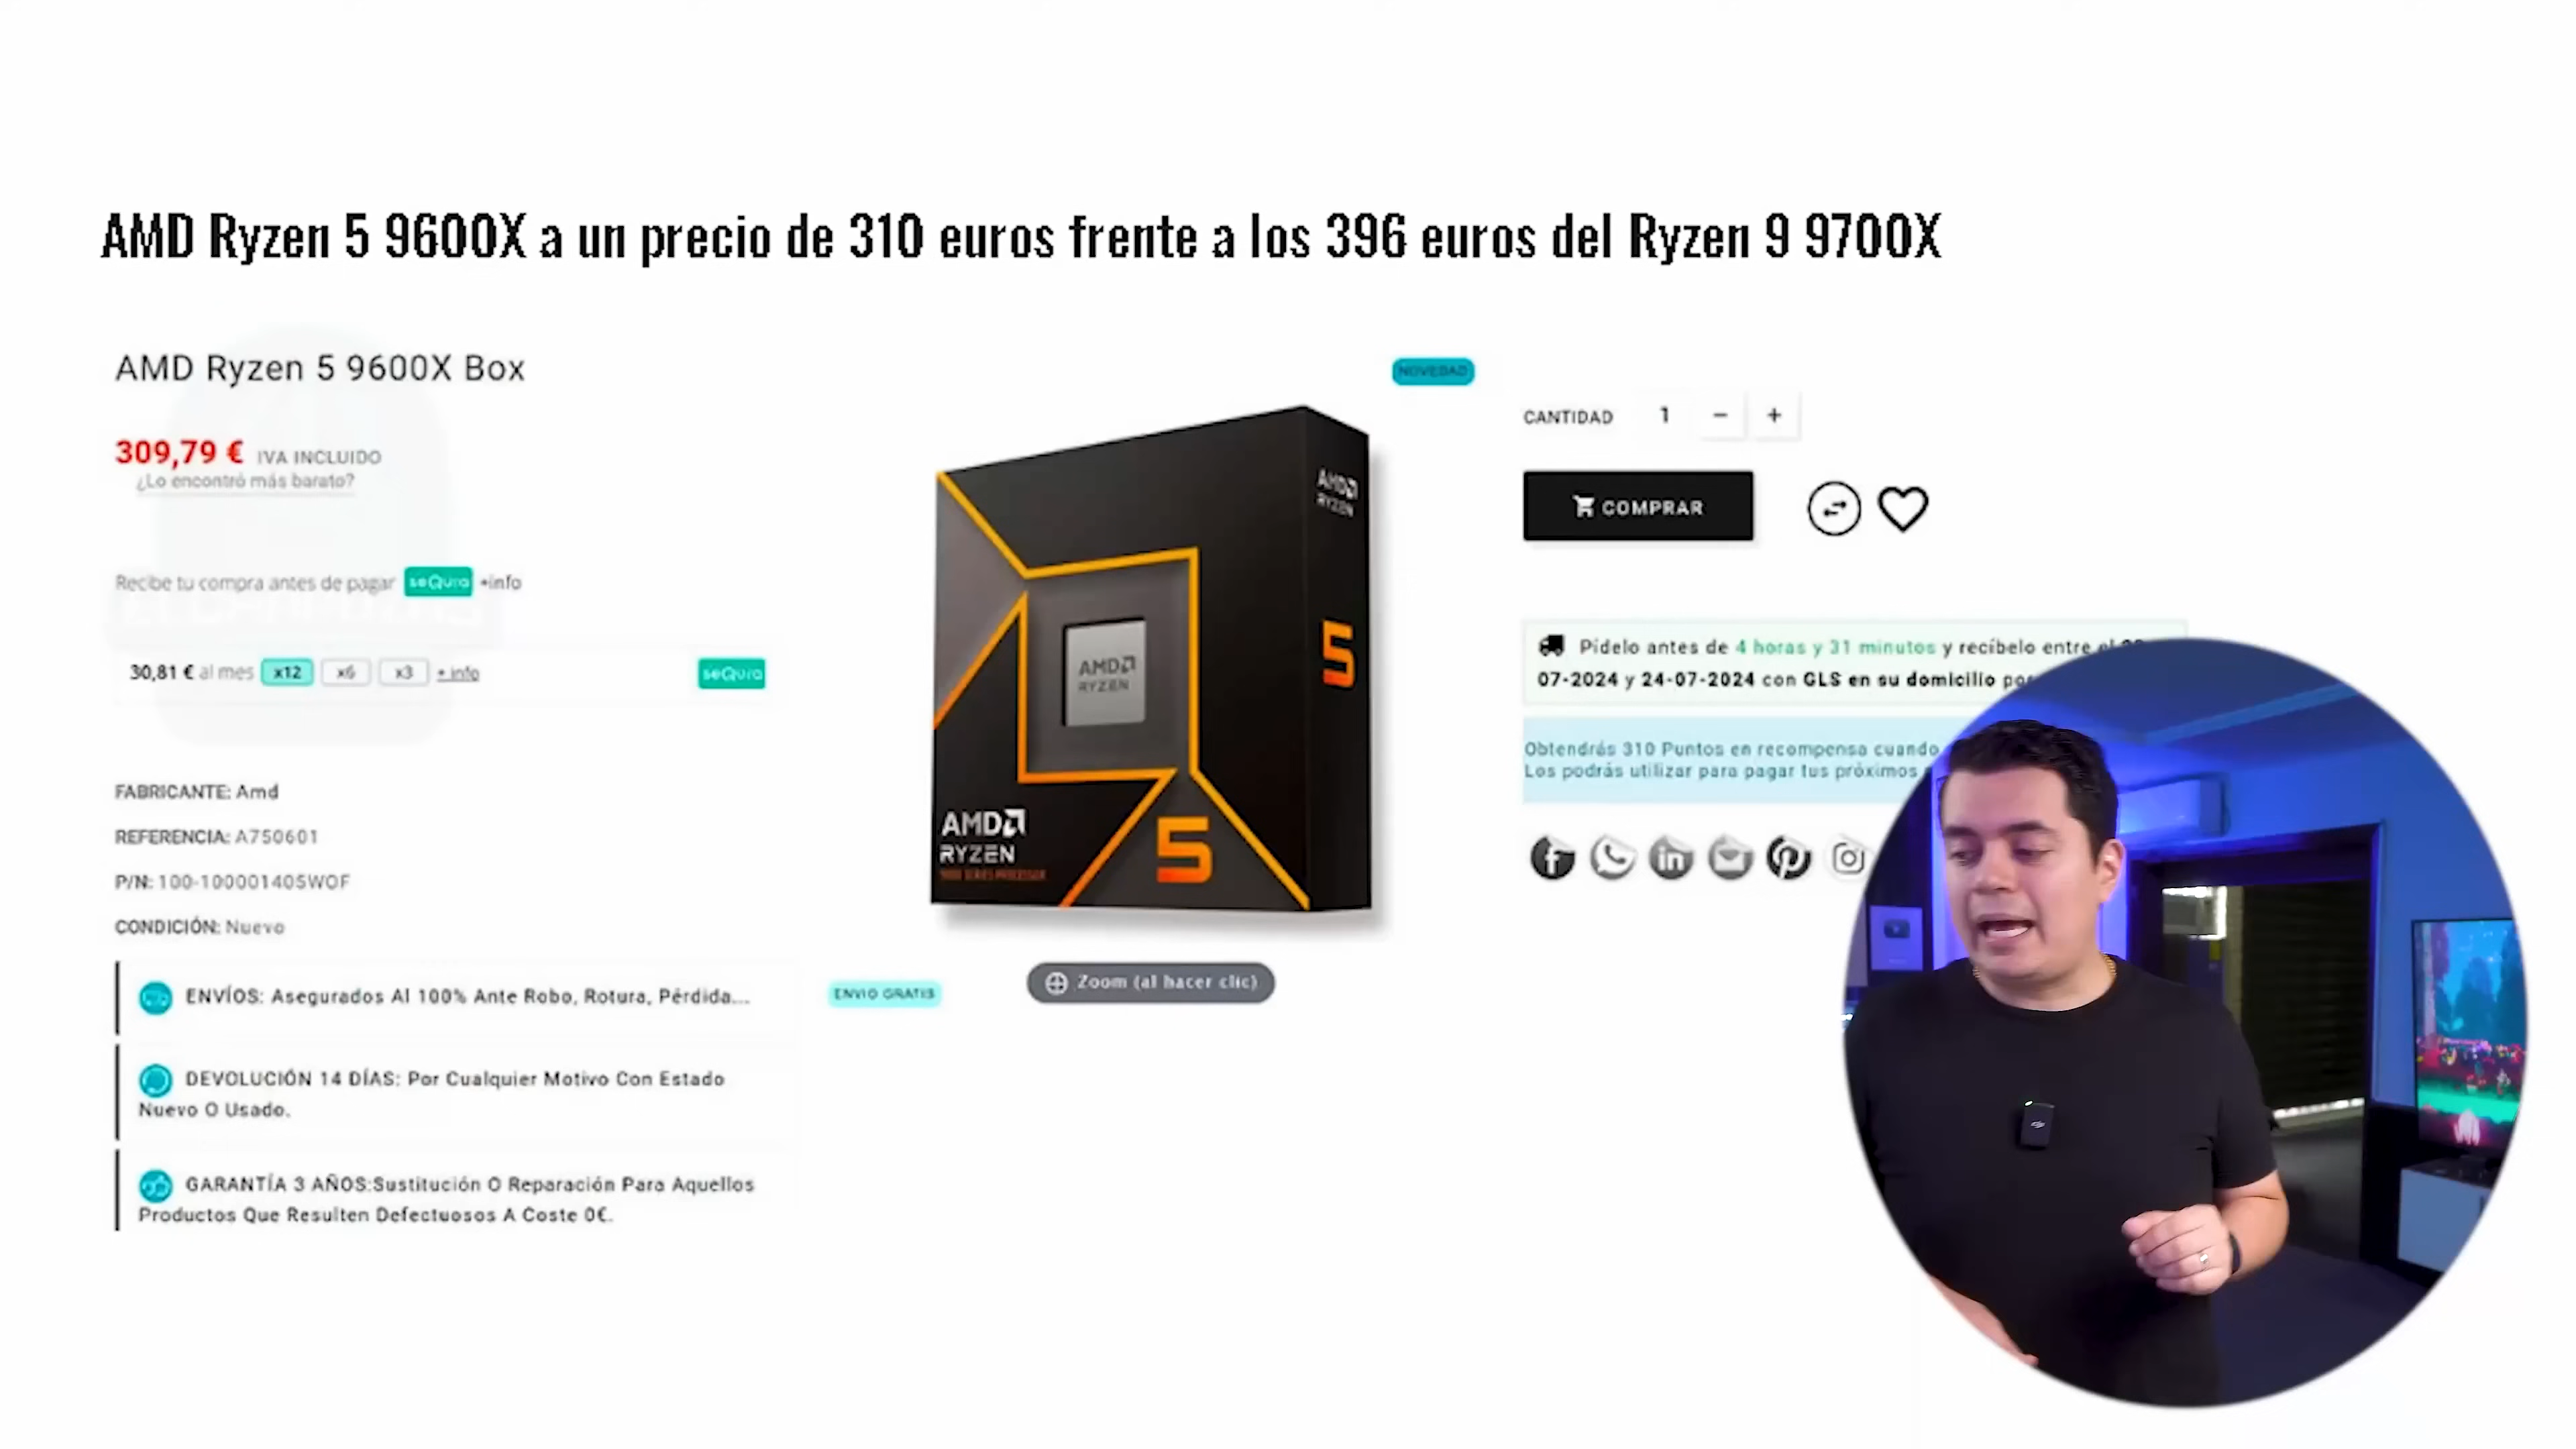 AMD Ryzen 5 9600X a un precio de 310 euros frente a los 396 euros del Ryzen 9 9700X
AMD Ryzen 5 9600X Box
309,79 € IVA INCLUIDO
¿Lo encontró más barato?
Recibe tu compra antes de pagar seQura +info
30,81 € al mes x12 x6 x3 + info seQura
FABRICANTE: Amd
REFERENCIA: A750601
P/N: 100-100001405WOF
CONDICIÓN: Nuevo
ENVÍOS: Asegurados Al 100% Ante Robo, Rotura, Pérdida...
DEVOLUCIÓN 14 DÍAS: Por Cualquier Motivo Con Estado
Nuevo O Usado.
GARANTÍA 3 AÑOS:Sustitución O Reparación Para Aquellos
Productos Que Resulten Defectuosos A Coste 0€.
NOVEDAD
AMD
RYZEN
5
AMD
RYZEN
AMD
RYZEN
9000 SERIES PROCESSOR
5
ENVIO GRATIS
Zoom (al hacer clic)
CANTIDAD 1 - +
COMPRAR
Pídelo antes de 4 horas y 31 minutos y recíbelo entre el
07-2024 y 24-07-2024 con GLS en su domicilio
Obtendrás 310 Puntos en recompensa cuando
Los podrás utilizar para pagar tus próximos